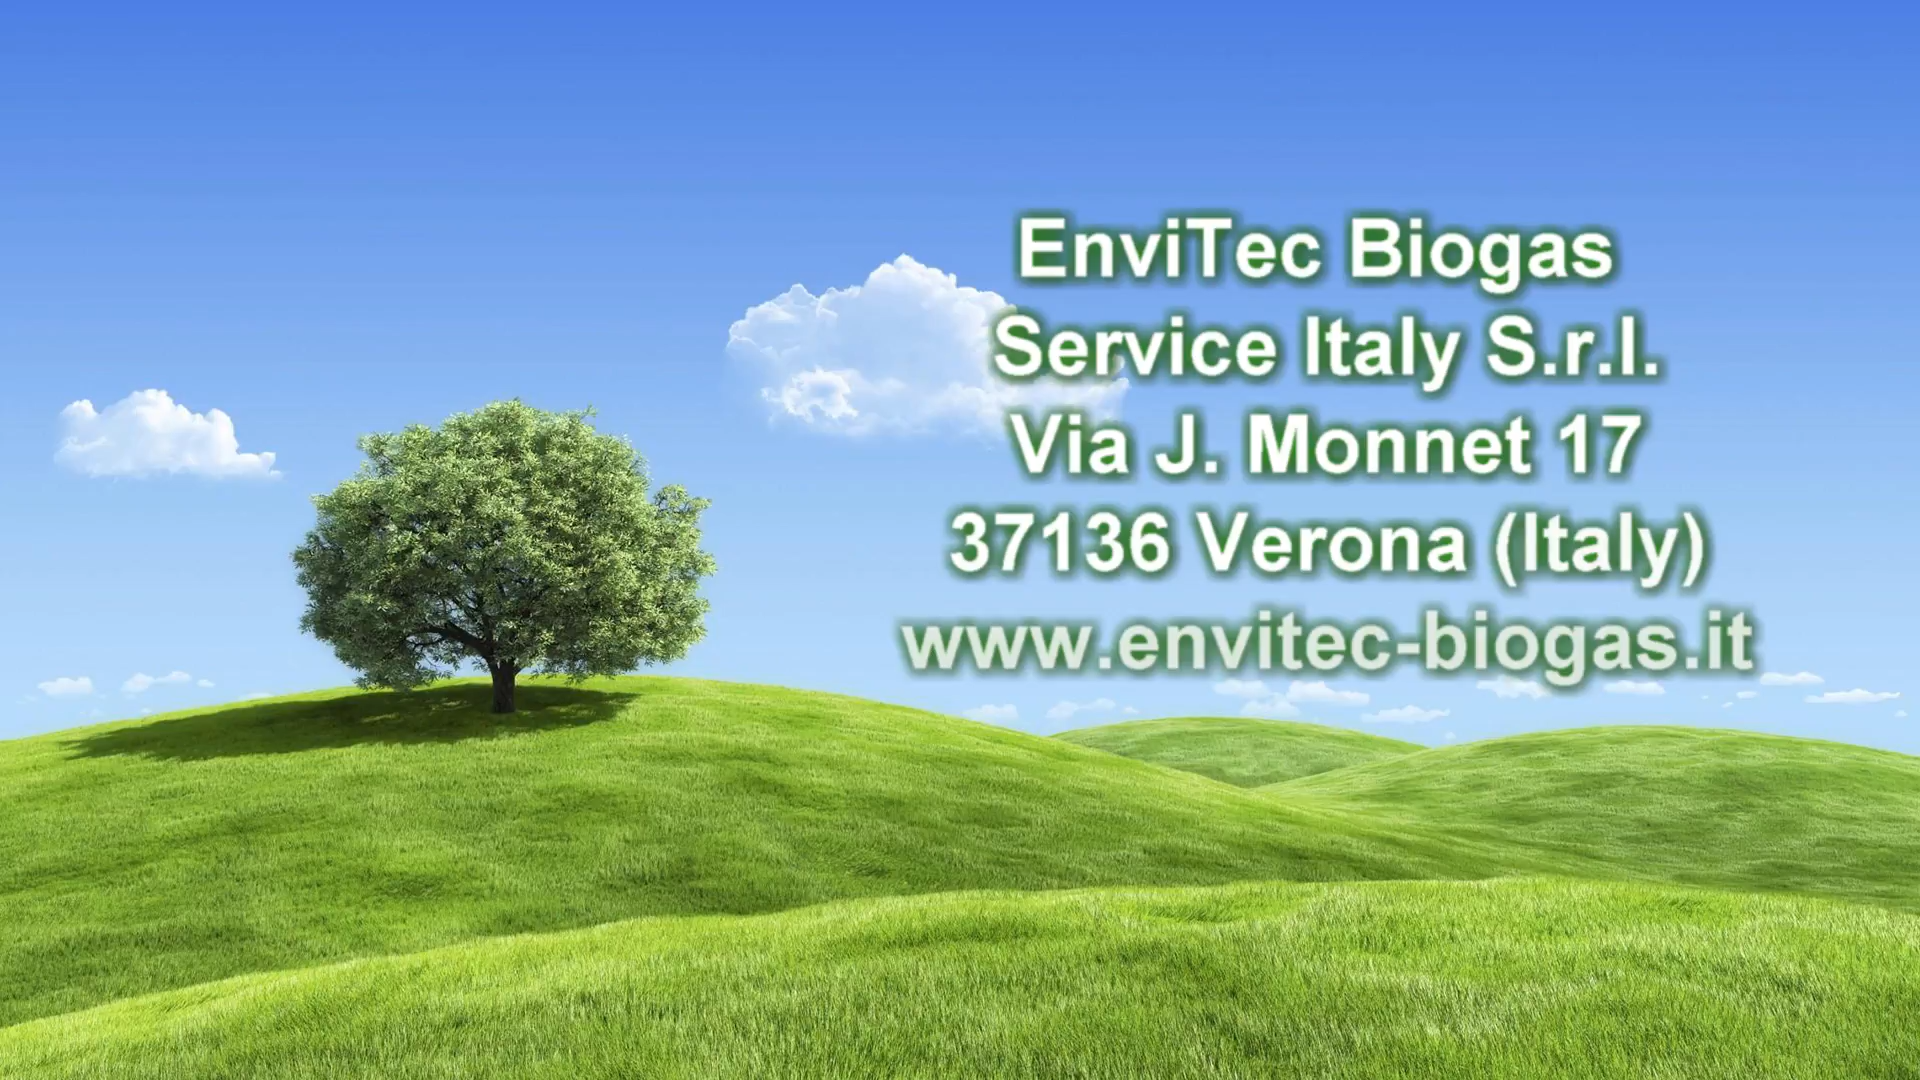 EnviTec Biogas
Service Italy S.r.l.
Via J. Monnet 17
37136 Verona (Italy)
www.envitec-biogas.it